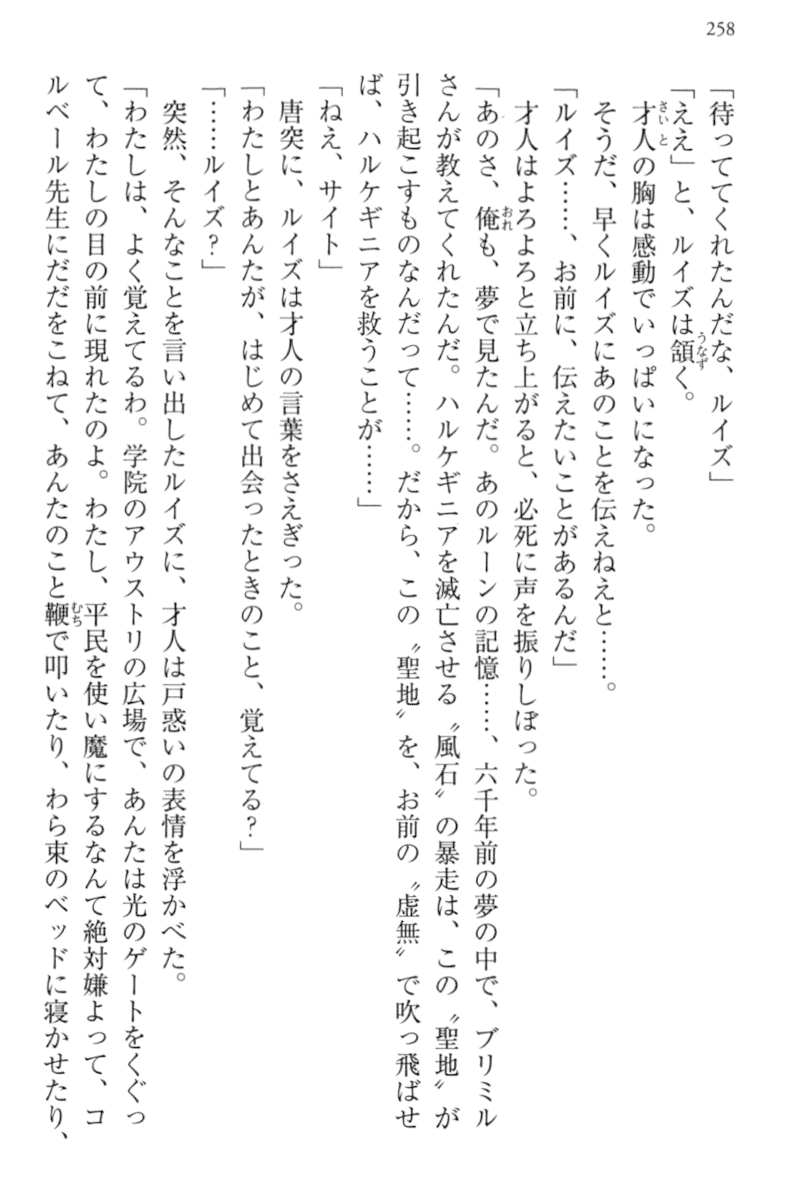 258
「待っててくれたんだな、ルイズ」
「ええ」と、ルイズは頷く。
才人の胸は感動でいっぱいになった。
そうだ、早くルイズにあのことを伝えねえと……。
「ルイズ……、お前に、伝えたいことがあるんだ」
才人はよろよろと立ち上がると、必死に声を振りしぼった。
「あのさ、俺も、夢で見たんだ。あのルーンの記憶……、六千年前の夢の中で、ブリミル
さんが教えてくれたんだ。ハルケギニアを滅亡させる〝風石〟の暴走は、この〝聖地〟が
引き起こすものなんだって……。だから、この〝聖地〟を、お前の〝虚無〟で吹っ飛ばせ
ば、ハルケギニアを救うことが……」
「ねえ、サイト」
唐突に、ルイズは才人の言葉をさえぎった。
「わたしとあんたが、はじめて出会ったときのこと、覚えてる？」
「……ルイズ？」
突然、そんなことを言い出したルイズに、才人は戸惑いの表情を浮かべた。
「わたしは、よく覚えてるわ。学院のアウストリの広場で、あんたは光のゲートをくぐっ
て、わたしの目の前に現れたのよ。わたし、平民を使い魔にするなんて絶対嫌よって、コ
ルベール先生にだだをこねて、あんたのこと鞭で叩いたり、わら束のベッドに寝かせたり、